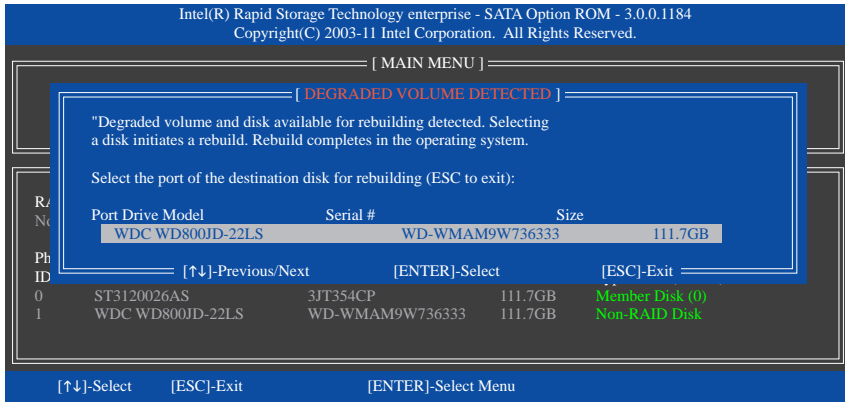 Intel(R) Rapid Storage Technology enterprise - SATA Option ROM - 3.0.0.1184
Copyright(C) 2003-11 Intel Corporation.  All Rights Reserved.
[ MAIN MENU ]
[ DEGRADED VOLUME DETECTED ]
"Degraded volume and disk available for rebuilding detected. Selecting
a disk initiates a rebuild. Rebuild completes in the operating system.
Select the port of the destination disk for rebuilding (ESC to exit):
Port Drive Model Serial # Size
WDC WD800JD-22LS WD-WMAM9W736333 111.7GB
[↑↓]-Previous/Next [ENTER]-Select [ESC]-Exit
ID
0 ST3120026AS 3JT354CP 111.7GB Member Disk (0)
1 WDC WD800JD-22LS WD-WMAM9W736333 111.7GB Non-RAID Disk
[↑↓]-Select [ESC]-Exit [ENTER]-Select Menu